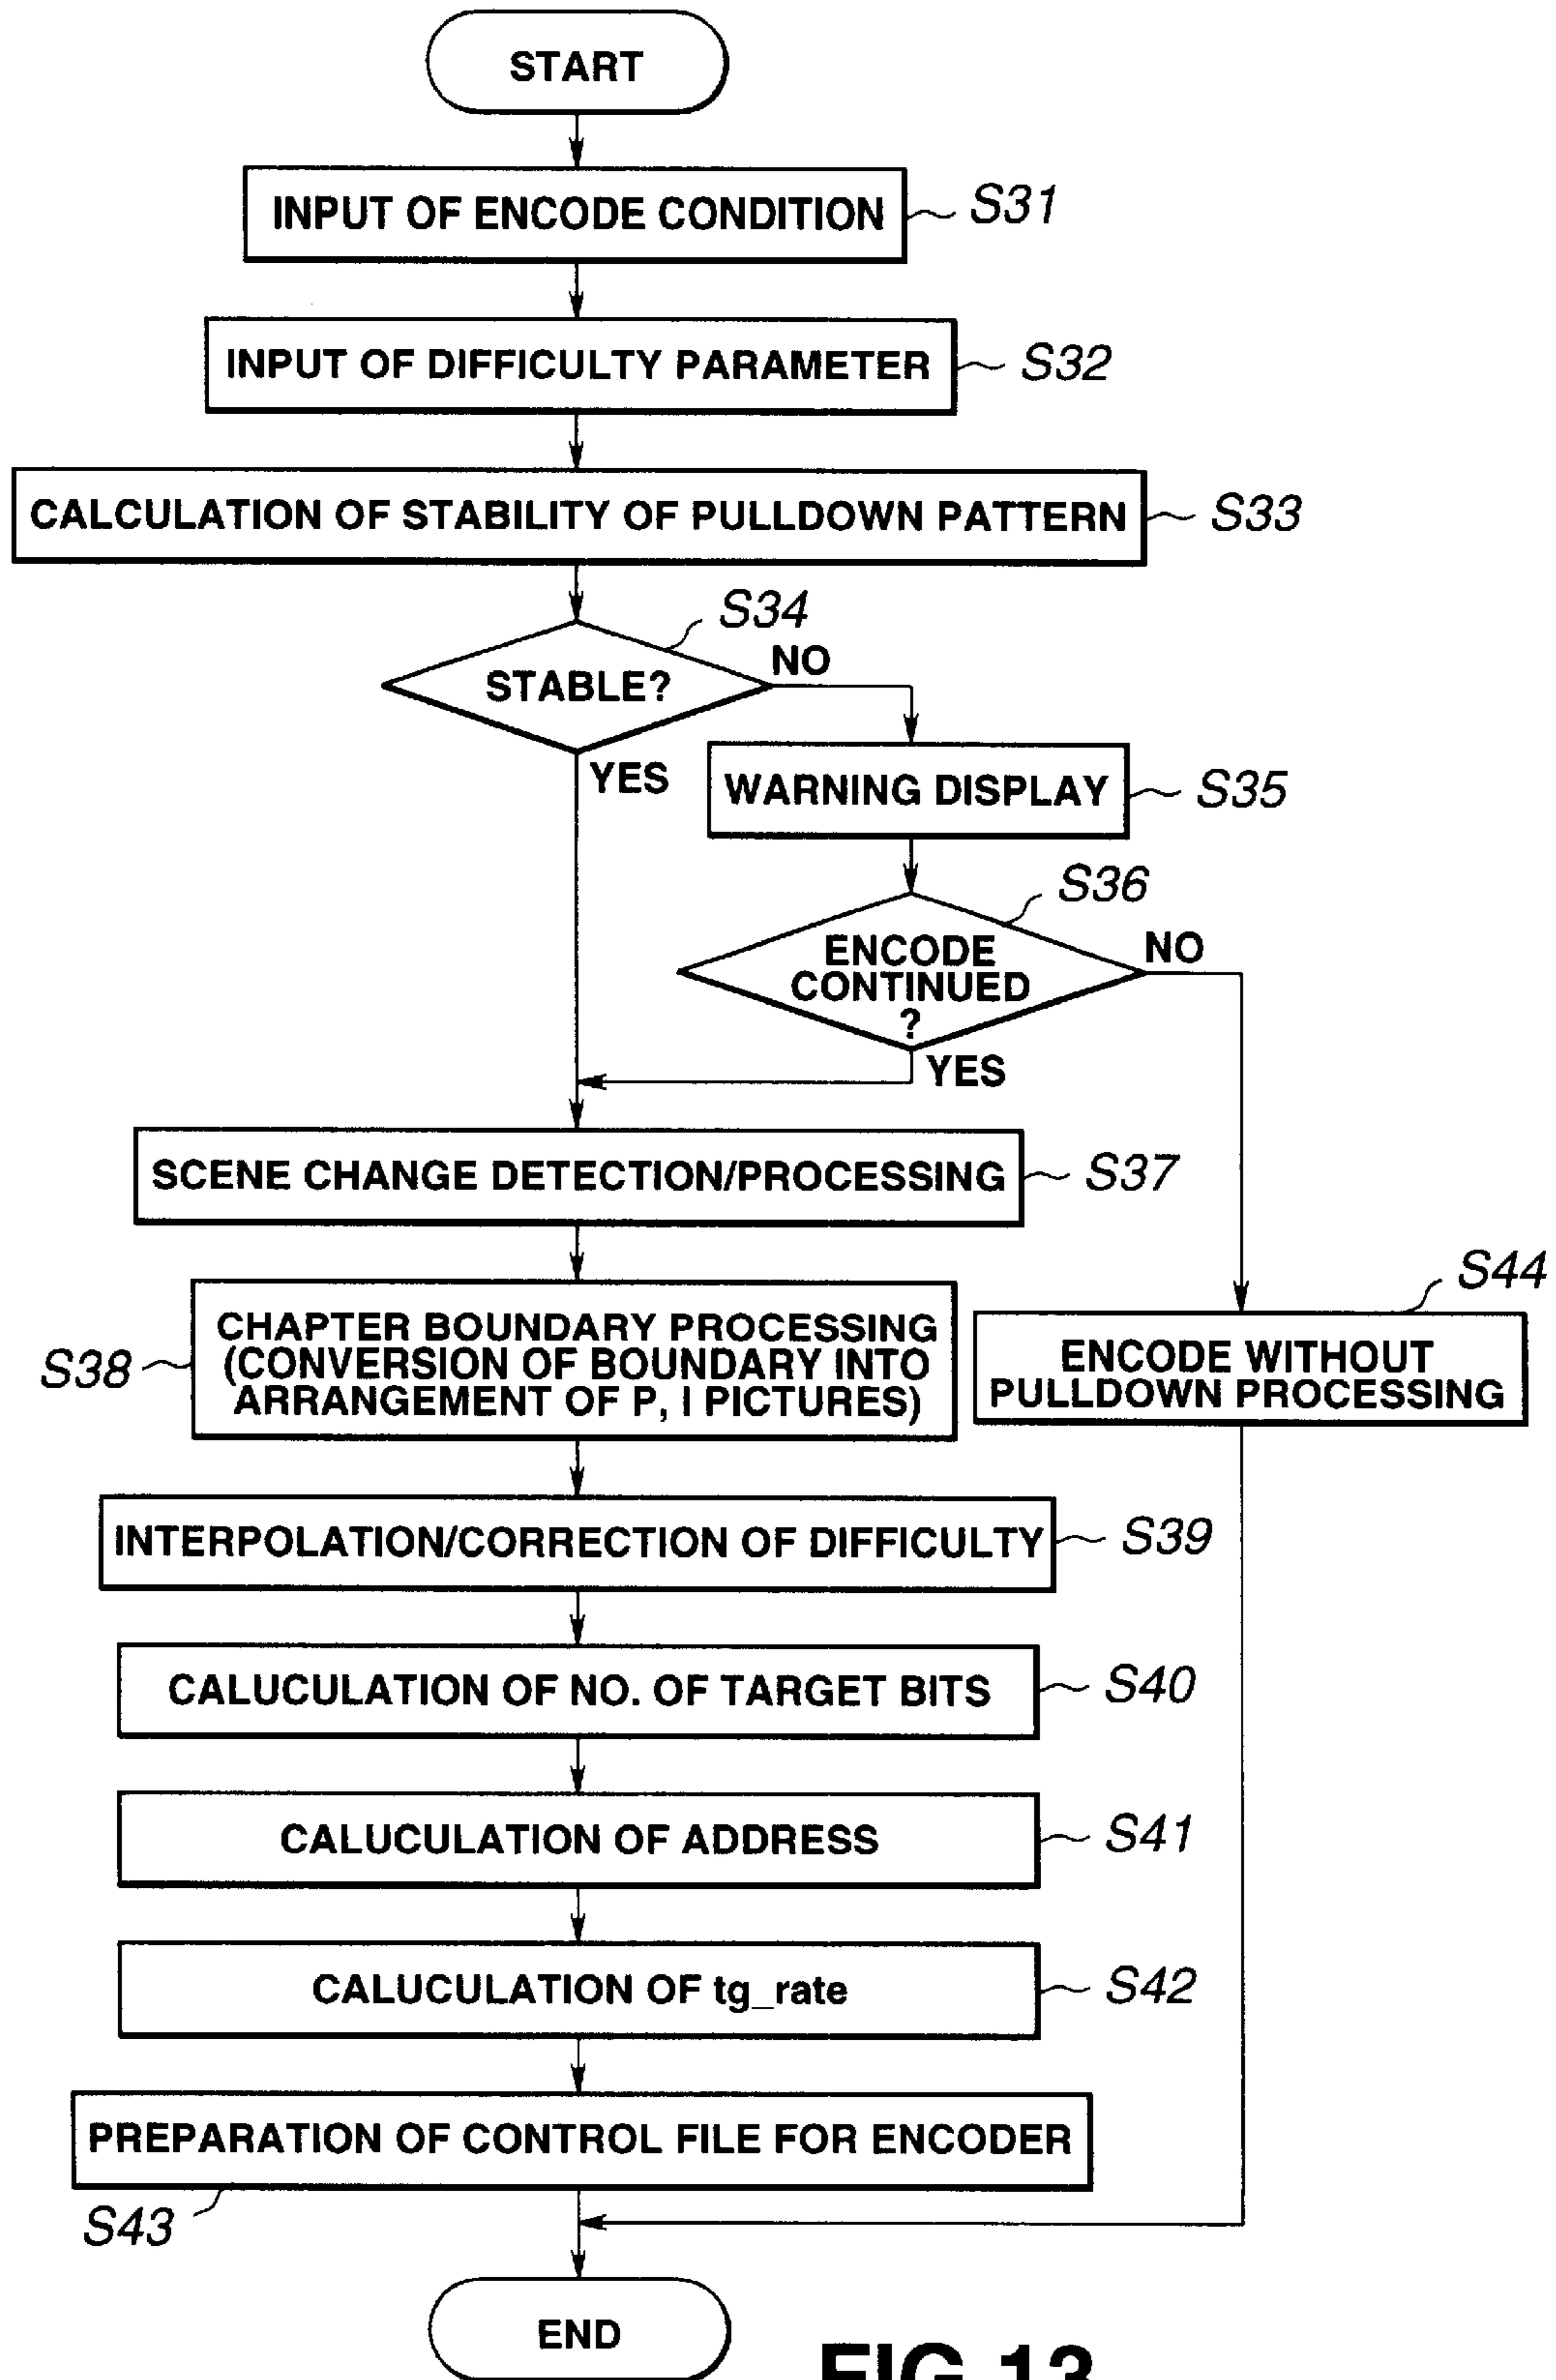 START
INPUT OF ENCODE CONDITION
S31
INPUT OF DIFFICULTY PARAMETER
S32
CALCULATION OF STABILITY OF PULLDOWN PATTERN
S33
S34
STABLE?
NO
YES
WARNING DISPLAY
S35
S36
ENCODE
CONTINUED
?
NO
YES
SCENE CHANGE DETECTION/PROCESSING
S37
S38
CHAPTER BOUNDARY PROCESSING
(CONVERSION OF BOUNDARY INTO
ARRANGEMENT OF P, I PICTURES)
S44
ENCODE WITHOUT
PULLDOWN PROCESSING
INTERPOLATION/CORRECTION OF DIFFICULTY
S39
CALUCULATION OF NO. OF TARGET BITS
S40
CALUCULATION OF ADDRESS
S41
CALUCULATION OF tg_rate
S42
PREPARATION OF CONTROL FILE FOR ENCODER
S43
END
FIG.13